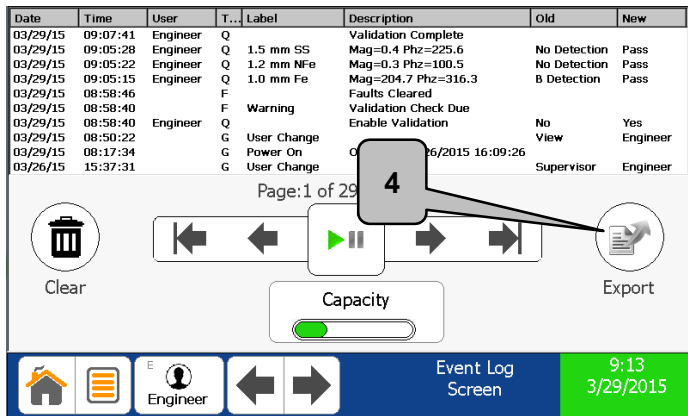 Date Time User T... Label Description Old New
03/29/15 09:07:41 Engineer Q Validation Complete
03/29/15 09:05:28 Engineer Q 1.5 mm SS Mag=0.4 Phz=225.6 No Detection Pass
03/29/15 09:05:22 Engineer Q 1.2 mm NFe Mag=0.3 Phz=100.5 No Detection Pass
03/29/15 09:05:15 Engineer Q 1.0 mm Fe Mag=204.7 Phz=316.3 B Detection Pass
03/29/15 08:58:46 F Faults Cleared
03/29/15 08:58:40 F Warning Validation Check Due
03/29/15 08:58:40 Engineer Q Enable Validation No Yes
03/29/15 08:50:22 G User Change View Engineer
03/29/15 08:17:34 G Power On 6/2015 16:09:26
03/26/15 15:37:31 G User Change Supervisor Engineer
Page:1 of 29
4
Clear
Export
Capacity
E
Engineer
Event Log
Screen
9:13
3/29/2015